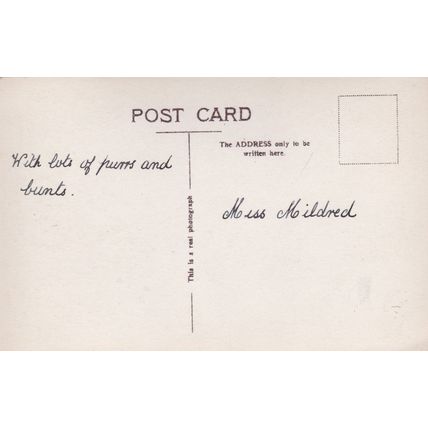 POST CARD
The ADDRESS only to be
written here.
With lots of purrs and
bunts.
This is a real photograph
Miss Mildred